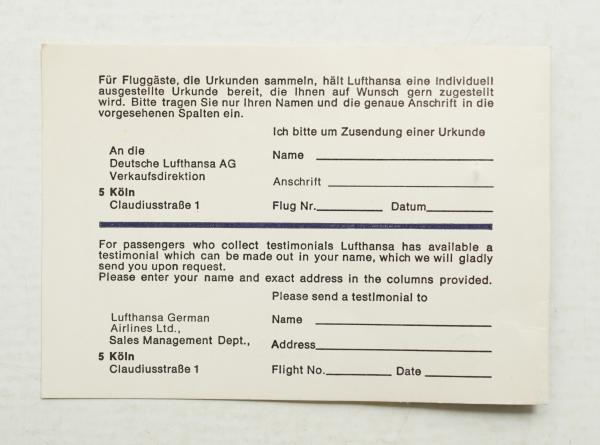 Für Fluggäste, die Urkunden sammeln, hält Lufthansa eine Individuell
ausgestellte Urkunde bereit, die Ihnen auf Wunsch gern zugestellt
wird. Bitte tragen Sie nur Ihren Namen und die genaue Anschrift in die
vorgesehenen Spalten ein.
Ich bitte um Zusendung einer Urkunde
An die
Deutsche Lufthansa AG
Verkaufsdirektion
5 Köln
Claudiusstraße 1
Name
Anschrift
Flug Nr. Datum
For passengers who collect testimonials Lufthansa has available a
testimonial which can be made out in your name, which we will gladly
send you upon request.
Please enter your name and exact address in the columns provided.
Please send a testimonial to
Lufthansa German
Airlines Ltd.,
Sales Management Dept.,
5 Köln
Claudiusstraße 1
Name
Address
Flight No. Date